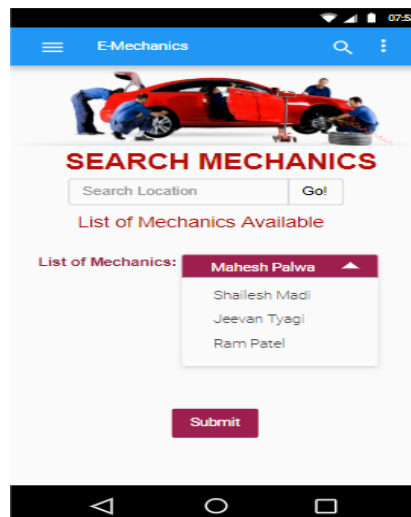 07:5
E-Mechanics
SEARCH MECHANICS
Search Location Go!
List of Mechanics Available
List of Mechanics: Mahesh Palwa
Shailesh Madi
Jeevan Tyagi
Ram Patel
Submit